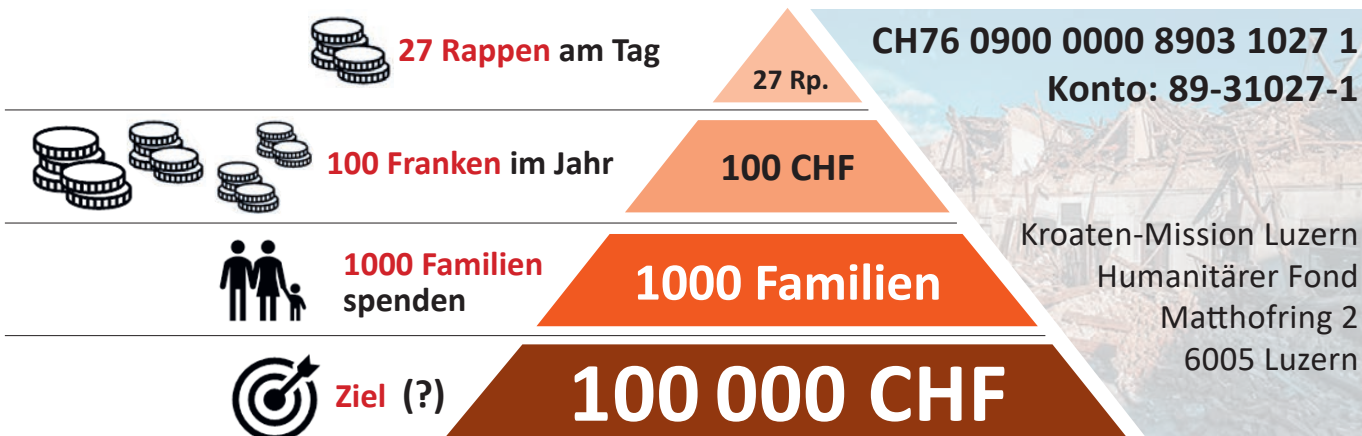 27 Rappen am Tag
27 Rp.
CH76 0900 0000 8903 1027 1
Konto: 89-31027-1
100 Franken im Jahr
100 CHF
1000 Familien
spenden
1000 Familien
Kroaten-Mission Luzern
Humanitärer Fond
Matthofring 2
6005 Luzern
Ziel (?)
100 000 CHF